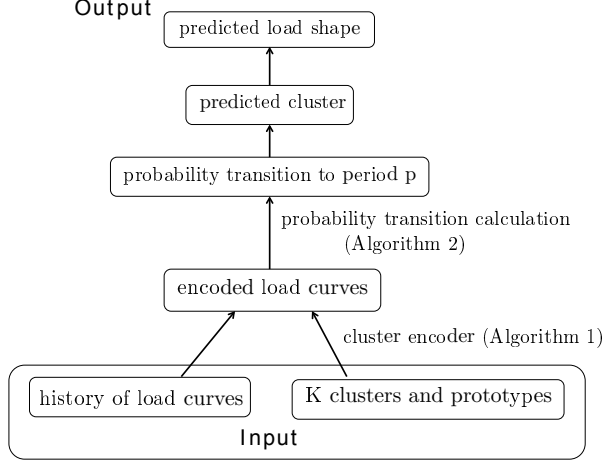 Output
predicted load shape
predicted cluster
probability transition to period p
probability transition calculation
(Algorithm 2)
encoded load curves
cluster encoder (Algorithm 1)
history of load curves
K clusters and prototypes
Input